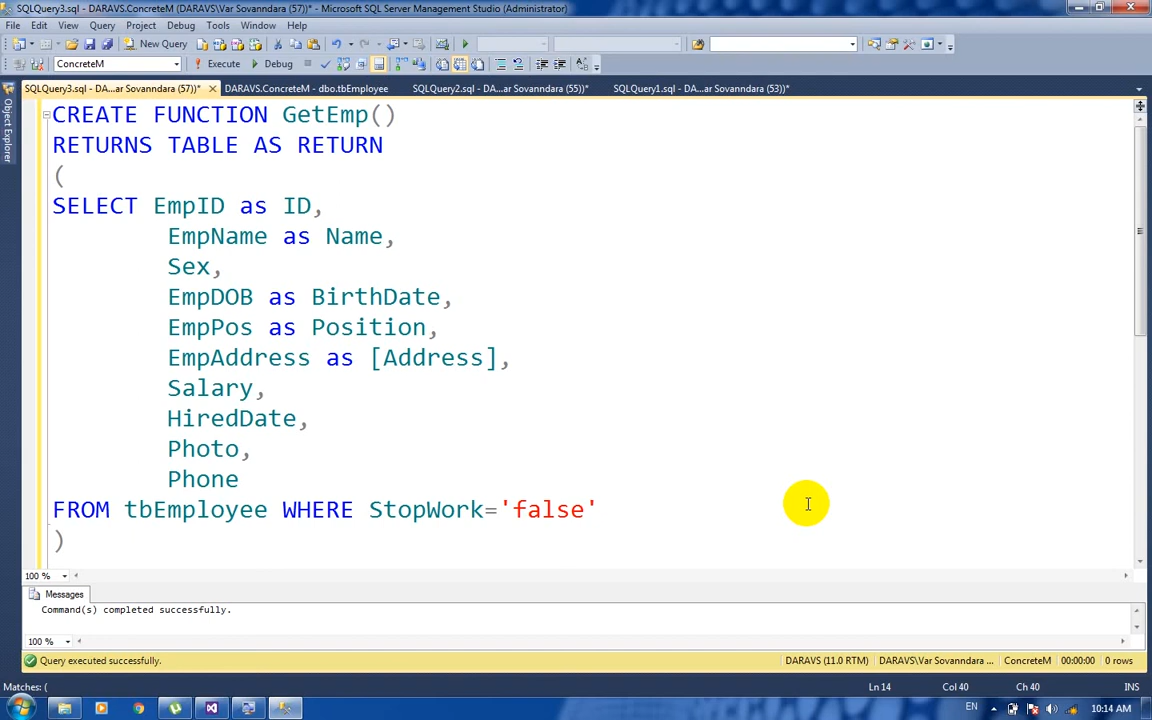 SQLQuery3.sql - DARAVS.ConcreteM (DARAVS\Var Sovanndara (57))* - Microsoft SQL Server Management Studio (Administrator)
File Edit View Query Project Debug Tools Window Help
New Query
ConcreteM Execute Debug
SQLQuery3.sql - DA...ar Sovanndara (57))* DARAVS.ConcreteM - dbo.tbEmployee SQLQuery2.sql - DA...ar Sovanndara (55))* SQLQuery1.sql - DA...ar Sovanndara (53))*
Object Explorer
CREATE FUNCTION GetEmp()
RETURNS TABLE AS RETURN
(
SELECT EmpID as ID,
EmpName as Name,
Sex,
EmpDOB as BirthDate,
EmpPos as Position,
EmpAddress as [Address],
Salary,
HiredDate,
Photo,
Phone
FROM tbEmployee WHERE StopWork='false'
)
100 %
Messages
Command(s) completed successfully.
100 %
Query executed successfully. DARAVS (11.0 RTM) DARAVS\Var Sovanndara ... ConcreteM 00:00:00 0 rows
Matches: ( Ln 14 Col 40 Ch 40 INS
EN 10:14 AM